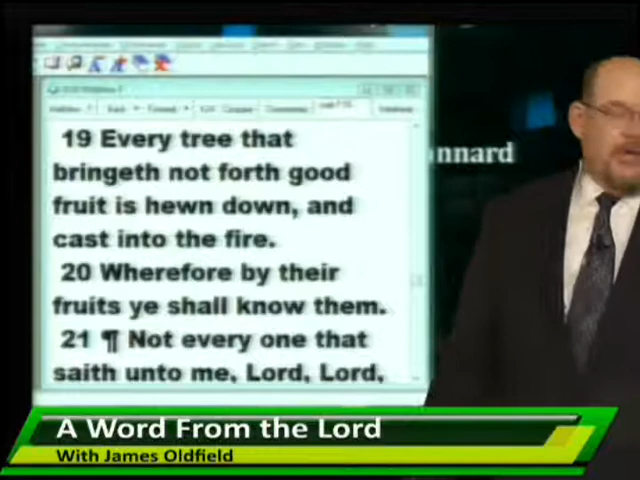 19 Every tree that
bringeth not forth good
fruit is hewn down, and
cast into the fire.
20 Wherefore by their
fruits ye shall know them.
21 ¶ Not every one that
saith unto me, Lord, Lord,
nnard
A Word From the Lord
With James Oldfield